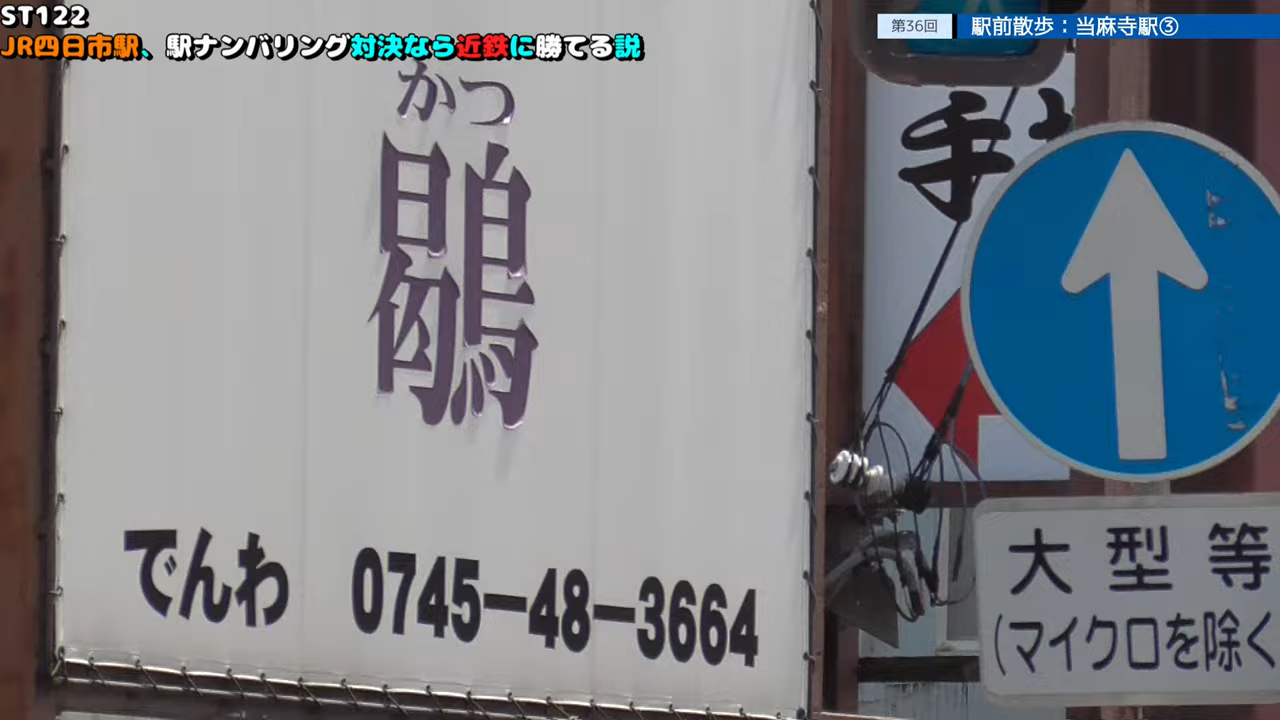 ST122
JR四日市駅、駅ナンバリング対決なら近鉄に勝てる説
第36回
駅前散歩：当麻寺駅③
かつ
鶡
でんわ 0745-48-3664
手
大型等
(マイクロを除く